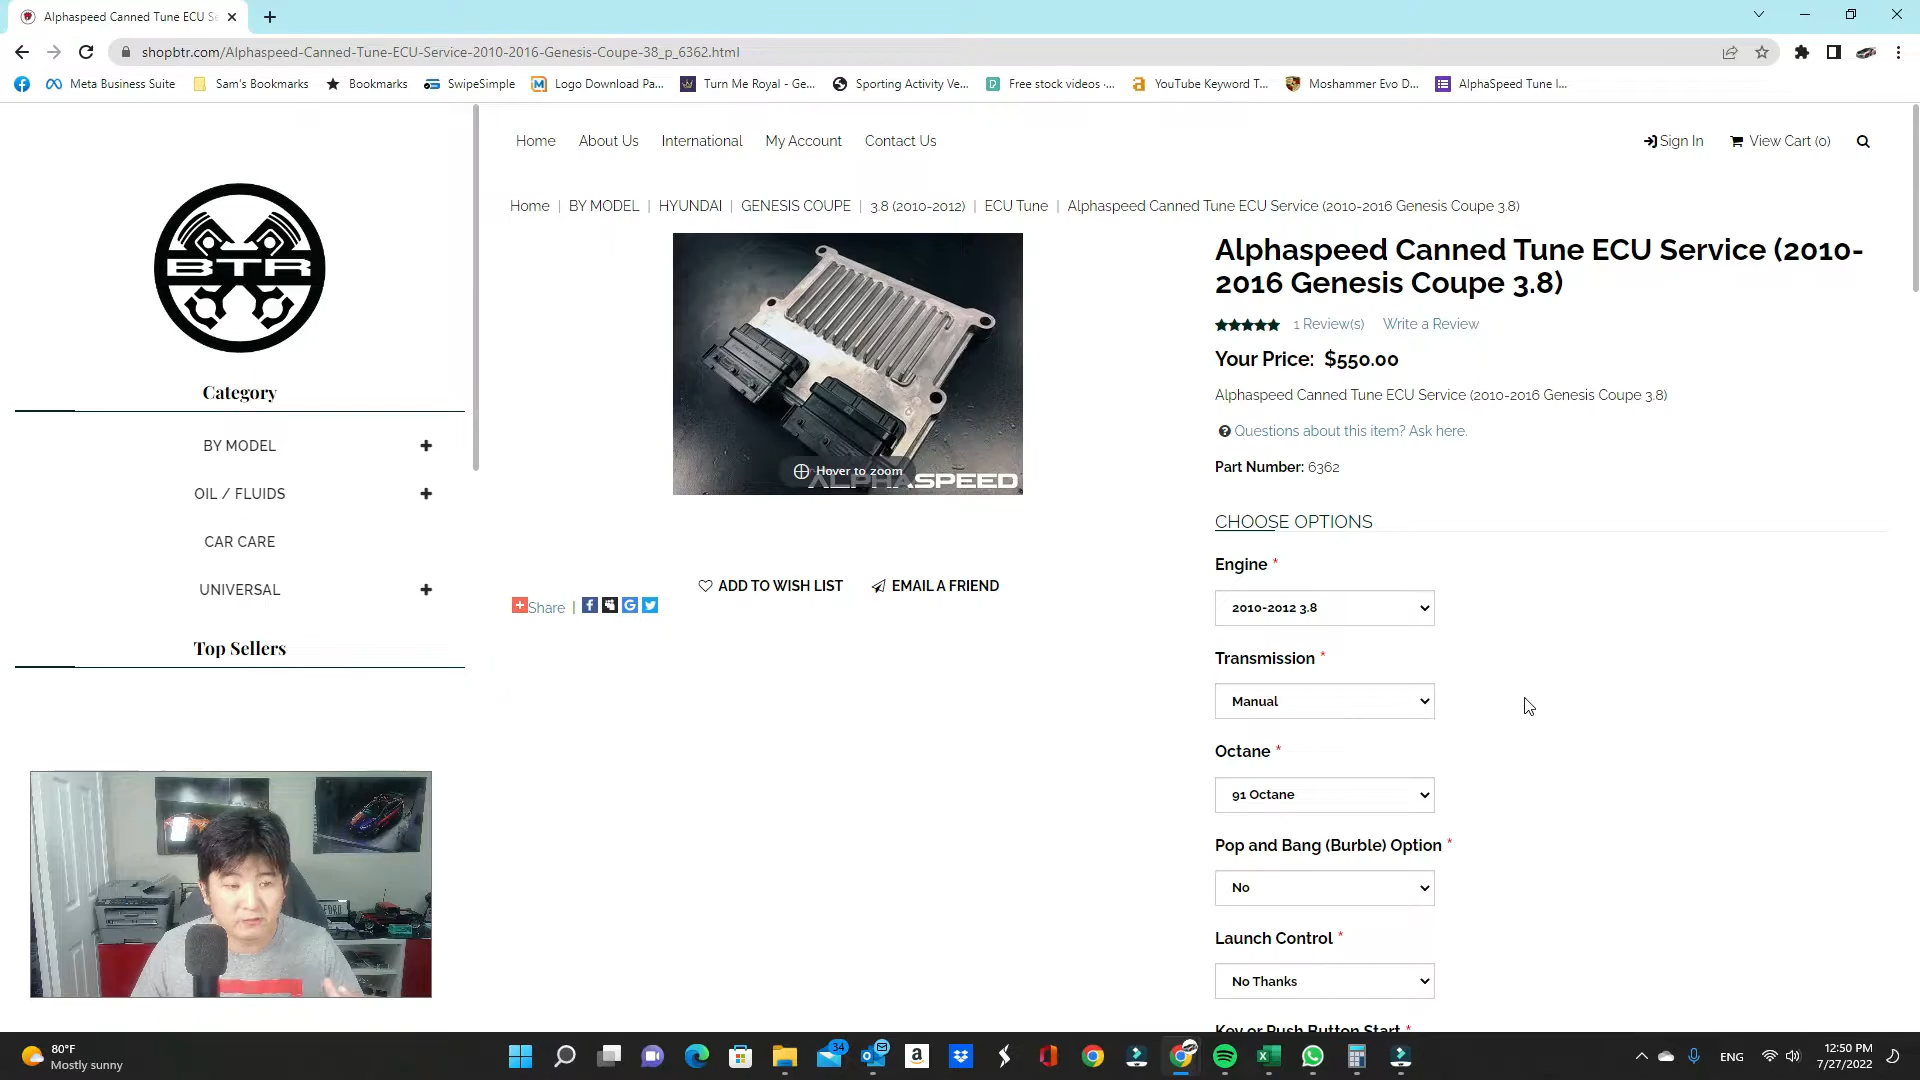 Alphaspeed Canned Tune ECU Se
shopbtr.com/Alphaspeed-Canned-Tune-ECU-Service-2010-2016-Genesis-Coupe-38_p_6362.html
Meta Business Suite
Sam's Bookmarks
Bookmarks
SwipeSimple
Logo Download Pa...
Turn Me Royal - Ge...
Sporting Activity Ve...
Free stock videos -...
YouTube Keyword T...
Moshammer Evo D...
AlphaSpeed Tune I...
Home
About Us
International
My Account
Contact Us
Sign In
View Cart (0)
Home | BY MODEL | HYUNDAI | GENESIS COUPE | 3.8 (2010-2012) | ECU Tune | Alphaspeed Canned Tune ECU Service (2010-2016 Genesis Coupe 3.8)
BTR
Category
BY MODEL
OIL / FLUIDS
CAR CARE
UNIVERSAL
Top Sellers
Hover to zoom
ALPHASPEED
ADD TO WISH LIST
EMAIL A FRIEND
Share |
Alphaspeed Canned Tune ECU Service (2010-
2016 Genesis Coupe 3.8)
1 Review(s)
Write a Review
Your Price: $550.00
Alphaspeed Canned Tune ECU Service (2010-2016 Genesis Coupe 3.8)
Questions about this item? Ask here.
Part Number: 6362
CHOOSE OPTIONS
Engine *
2010-2012 3.8
Transmission *
Manual
Octane *
91 Octane
Pop and Bang (Burble) Option *
No
Launch Control *
No Thanks
Key or Push Button Start *
80°F
Mostly sunny
34
ENG
12:50 PM
7/27/2022